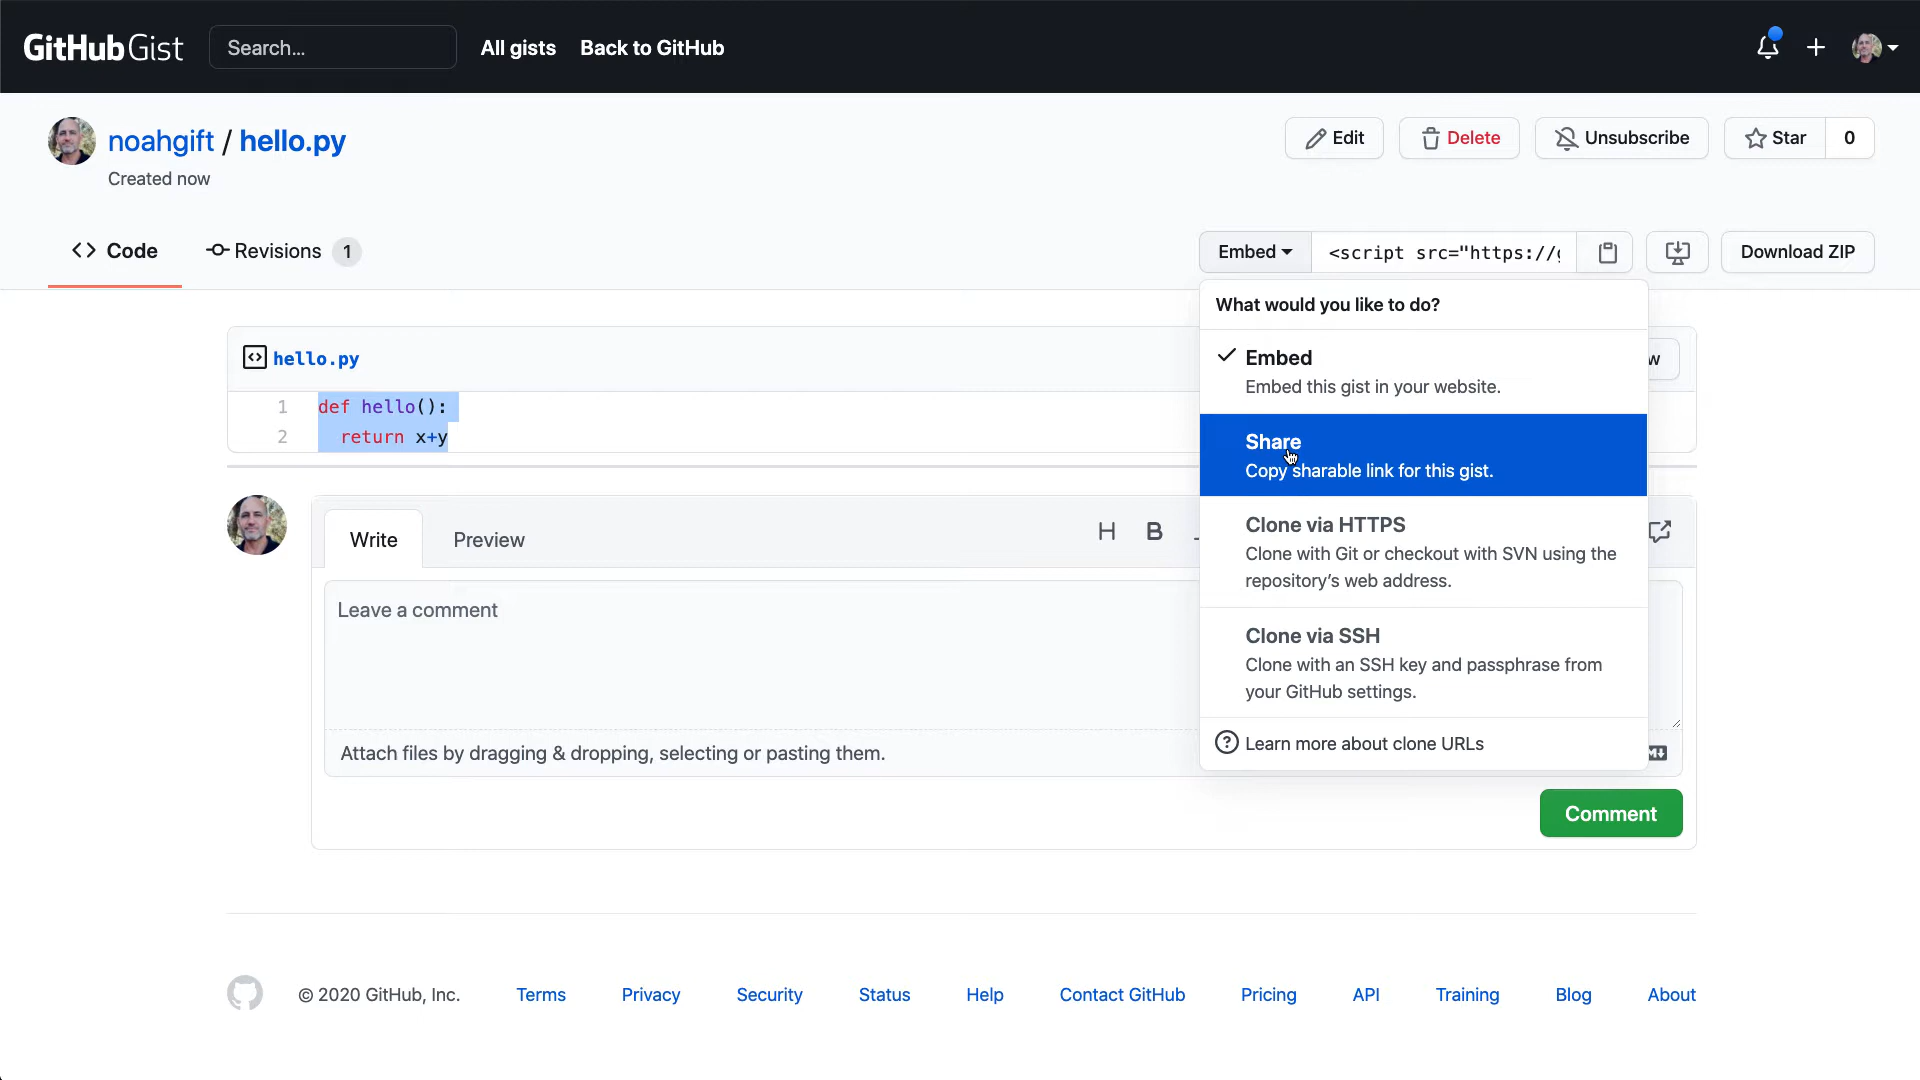 GitHub Gist Search... All gists Back to GitHub
noahgift / hello.py
Created now
Edit Delete Unsubscribe Star 0
Code Revisions 1
Embed <script src="https:// Download ZIP
What would you like to do?
Embed
Embed this gist in your website.
Share
Copy sharable link for this gist.
Clone via HTTPS
Clone with Git or checkout with SVN using the
repository's web address.
Clone via SSH
Clone with an SSH key and passphrase from
your GitHub settings.
Learn more about clone URLs
hello.py
1 def hello():
2 return x+y
Write Preview H B
Leave a comment
Attach files by dragging & dropping, selecting or pasting them.
Comment
© 2020 GitHub, Inc. Terms Privacy Security Status Help Contact GitHub Pricing API Training Blog About